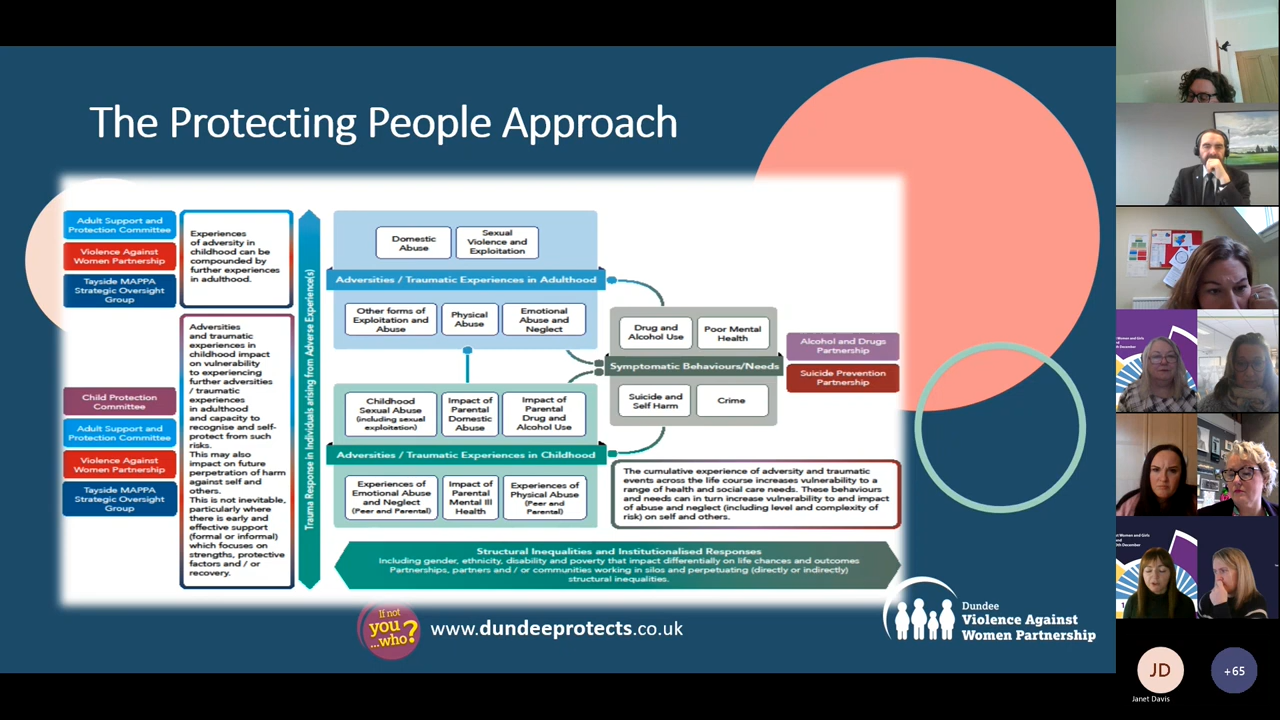 The Protecting People Approach
Adult Support and
Protection Committee
Violence Against
Women Partnership
Tayside MAPPA
Strategic Oversight
Group
Experiences
of adversity in
childhood can be
compounded by
further experiences
in adulthood.
Child Protection
Committee
Adult Support and
Protection Committee
Violence Against
Women Partnership
Tayside MAPPA
Strategic Oversight
Group
Adversities
and traumatic
experiences in
childhood impact
on vulnerability
to experiencing
further adversities
/ traumatic
experiences
in adulthood
and capacity to
recognise and self-
protect from such
risks.
This may also
impact on future
perpetration of harm
against self and
others.
This is not inevitable,
particularly where
there is early and
effective support
(formal or informal)
which focuses on
strengths, protective
factors and / or
recovery.
Trauma Response in Individuals arising from Adverse Experience(s)
Domestic
Abuse
Sexual
Violence and
Exploitation
Adversities / Traumatic Experiences in Adulthood
Other forms of
Exploitation and
Abuse
Physical
Abuse
Emotional
Abuse and
Neglect
Childhood
Sexual Abuse
(including sexual
exploitation)
Impact of
Parental
Domestic
Abuse
Impact of
Parental
Drug and
Alcohol Use
Adversities / Traumatic Experiences in Childhood
Experiences of
Emotional Abuse
and Neglect
(Peer and Parental)
Impact of
Parental
Mental Ill
Health
Experiences of
Physical Abuse
(Peer and
Parental)
Drug and
Alcohol Use
Poor Mental
Health
Symptomatic Behaviours/Needs
Suicide and
Self Harm
Crime
Alcohol and Drugs
Partnership
Suicide Prevention
Partnership
The cumulative experience of adversity and traumatic
events across the life course increases vulnerability to a
range of health and social care needs. These behaviours
and needs can in turn increase vulnerability to and impact
of abuse and neglect (including level and complexity of
risk) on self and others.
Structural Inequalities and Institutionalised Responses
Including gender, ethnicity, disability and poverty that impact differentially on life chances and outcomes
Partnerships, partners and / or communities working in silos and perpetuating (directly or indirectly)
structural inequalities.
If not
you
...who?
www.dundeeprotects.co.uk
Dundee
Violence Against
Women Partnership
JD
Janet Davis
+65